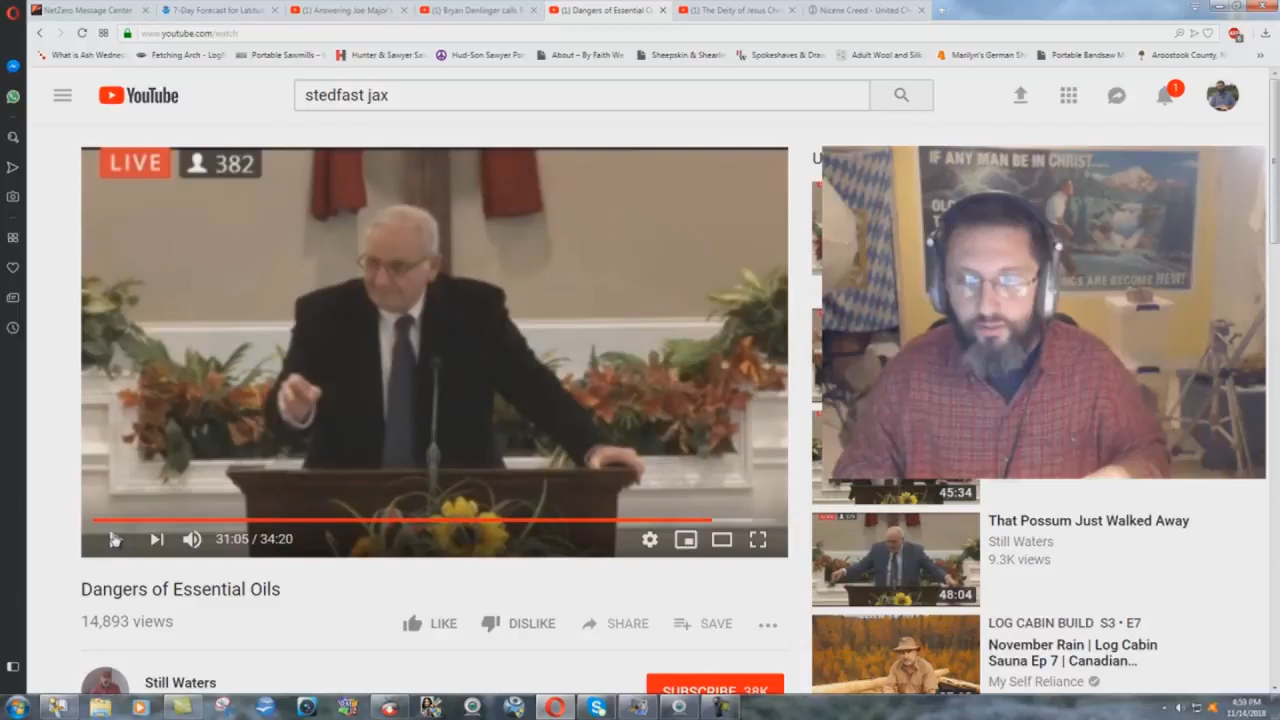 NetZero Message Center
7-Day Forecast for Latitud
(1) Answering Joe Major's
(1) Bryan Denlinger calls
(1) Dangers of Essential O
(1) The Deity of Jesus Chri
Nicene Creed - United Ch
www.youtube.com/watch
What is Ash Wednes
Fetching Arch - Log
Portable Sawmills –
Hunter & Sawyer Sa
Hud-Son Sawyer Po
About – By Faith We
Sheepskin & Shearli
Spokeshaves & Draw
Adult Wool and Silk
Marilyn's German Sh
Portable Bandsaw M
Aroostook County,
YouTube
stedfast jax
1
LIVE
382
IF ANY MAN BE IN CHRIST
ARE BECOME NEW!
31:05 / 34:20
45:34
That Possum Just Walked Away
Still Waters
9.3K views
48:04
Dangers of Essential Oils
14,893 views
LIKE
DISLIKE
SHARE
SAVE
LOG CABIN BUILD S3 • E7
November Rain | Log Cabin
Sauna Ep 7 | Canadian...
My Self Reliance
Still Waters
SUBSCRIBE 38K
4:59 PM
11/14/2018